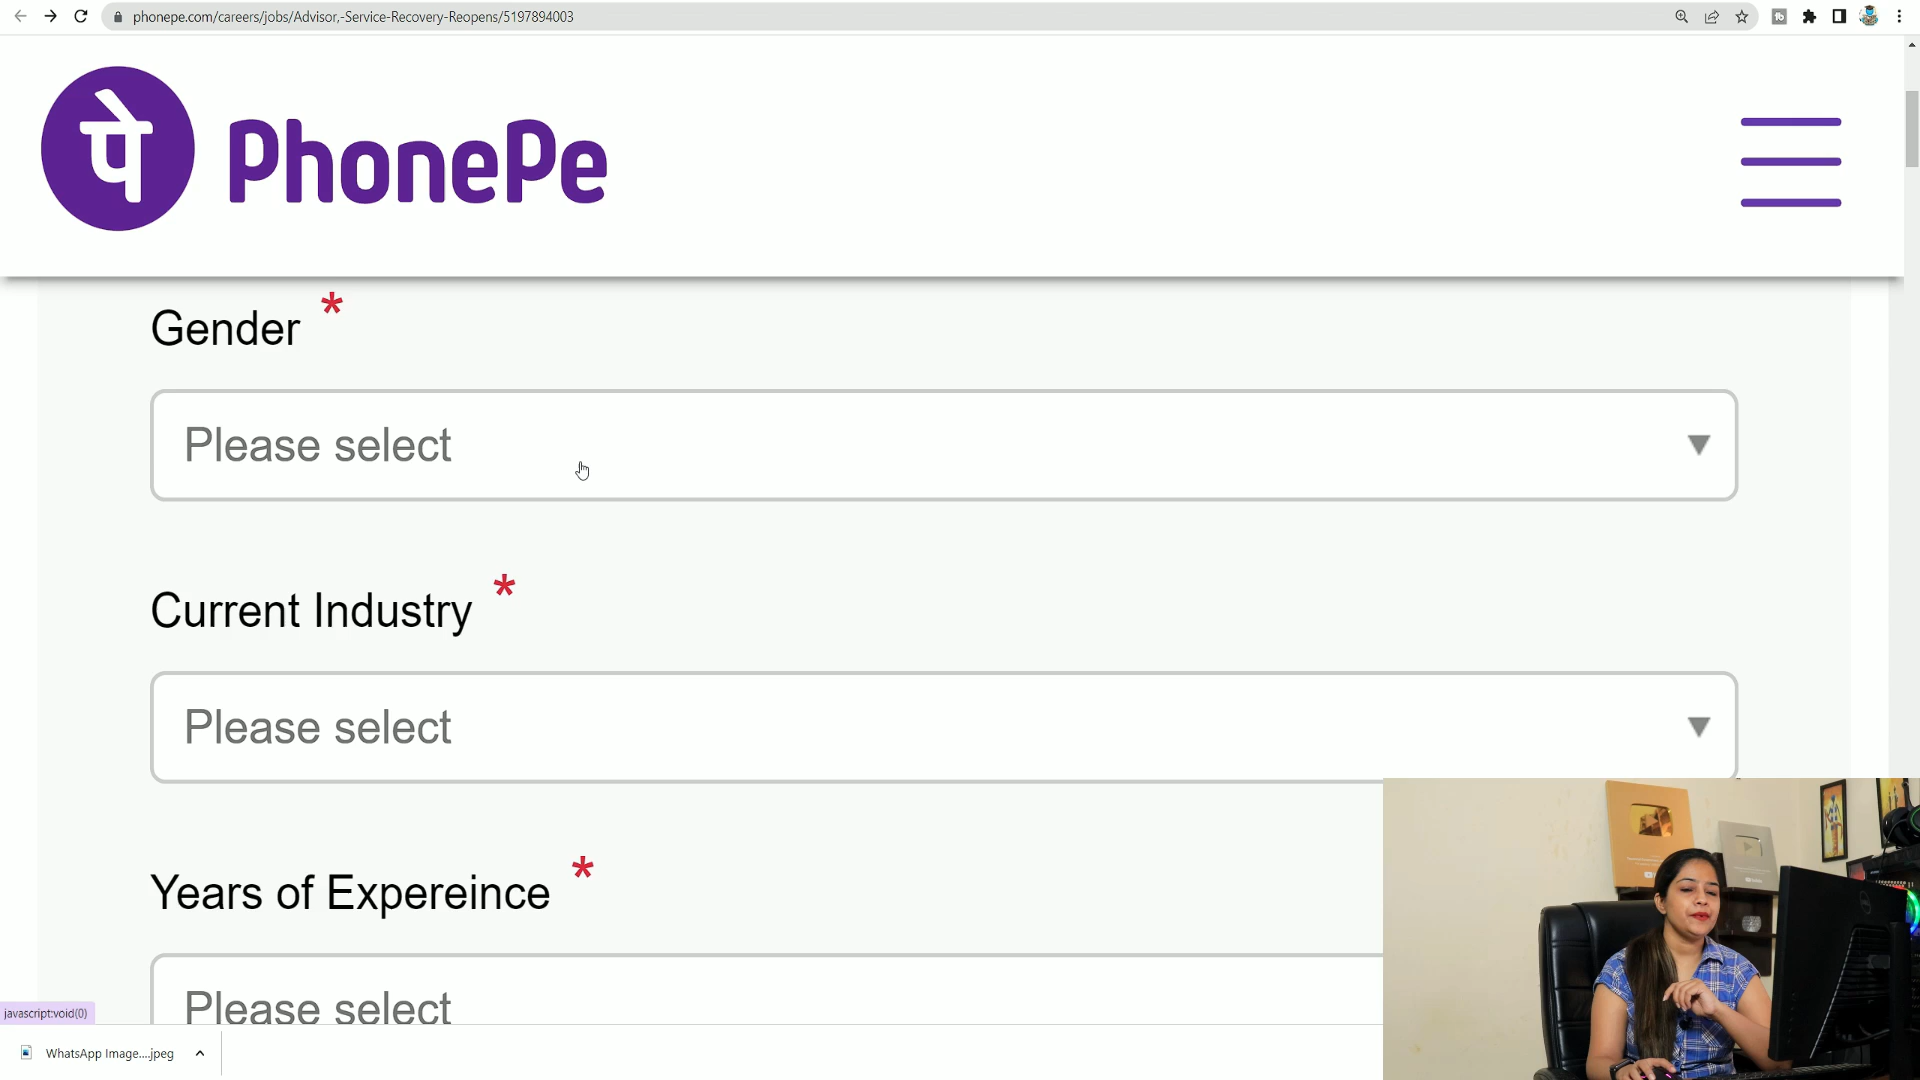 phonepe.com/careers/jobs/Advisor,-Service-Recovery-Reopens/5197894003
पे PhonePe
Gender *
Please select
Current Industry *
Please select
Years of Expereince *
Please select
javascript:void(0)
WhatsApp Image....jpeg